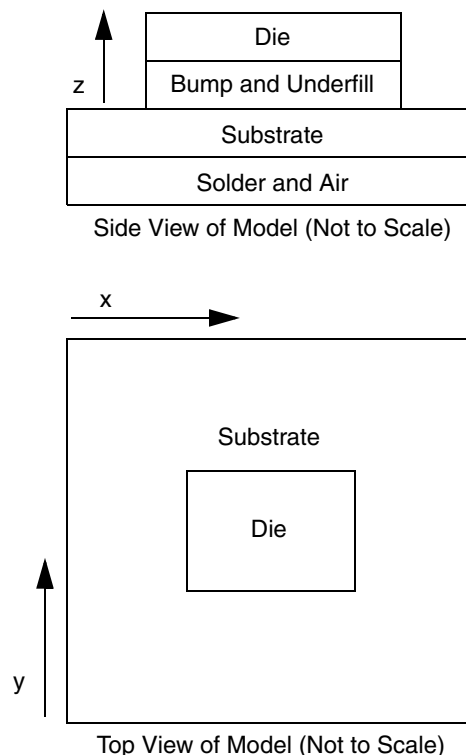 Die
z
Bump and Underfill
Substrate
Solder and Air
Side View of Model (Not to Scale)
x
Substrate
Die
y
Top View of Model (Not to Scale)